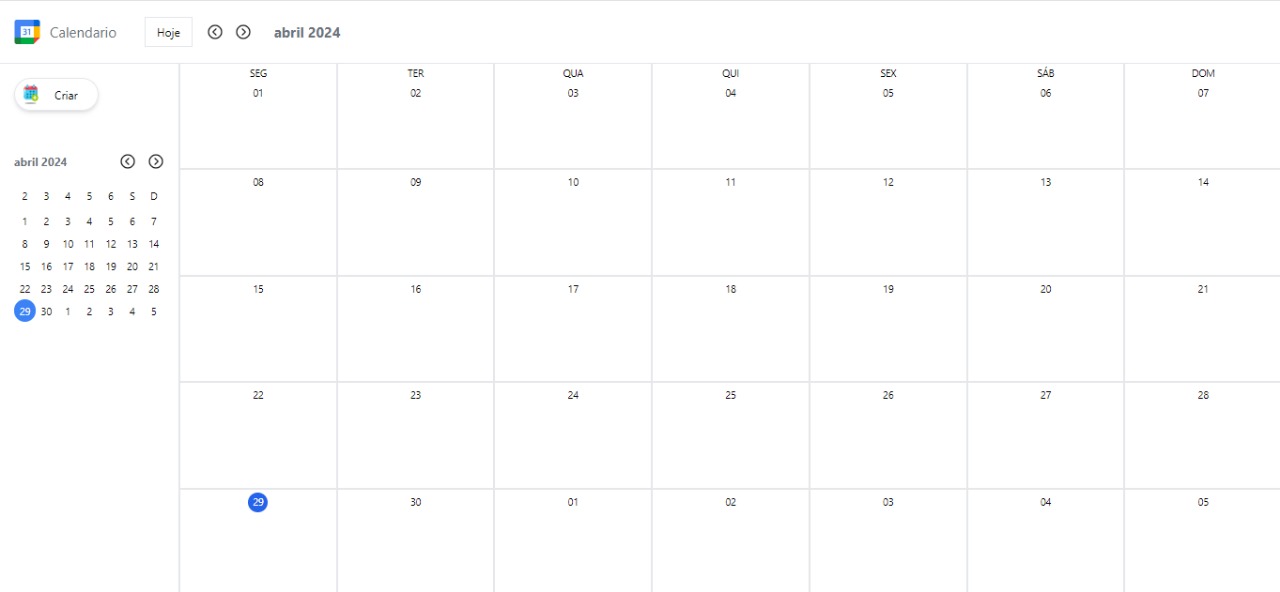 31 Calendario Hoje abril 2024
Criar
abril 2024
2 3 4 5 6 S D
1 2 3 4 5 6 7
8 9 10 11 12 13 14
15 16 17 18 19 20 21
22 23 24 25 26 27 28
29 30 1 2 3 4 5
SEG TER QUA QUI SEX SÁB DOM
01 02 03 04 05 06 07
08 09 10 11 12 13 14
15 16 17 18 19 20 21
22 23 24 25 26 27 28
29 30 01 02 03 04 05